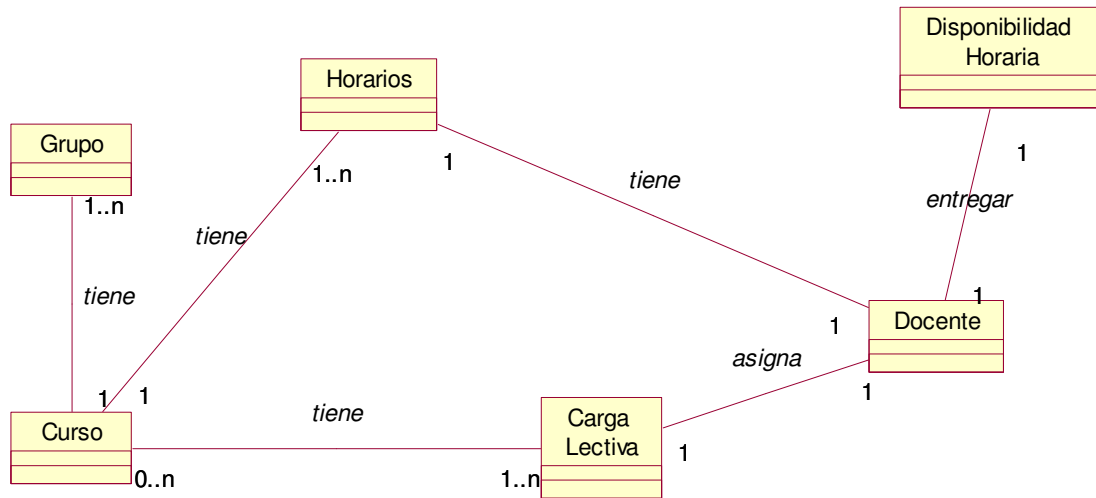 Disponibilidad
Horaria
Horarios
Grupo
1..n
1
1
tiene
1..n
entregar
tiene
tiene
1
Docente
1
asigna
1
1
1
1
tiene
Carga
Lectiva
Curso
0..n
1..n